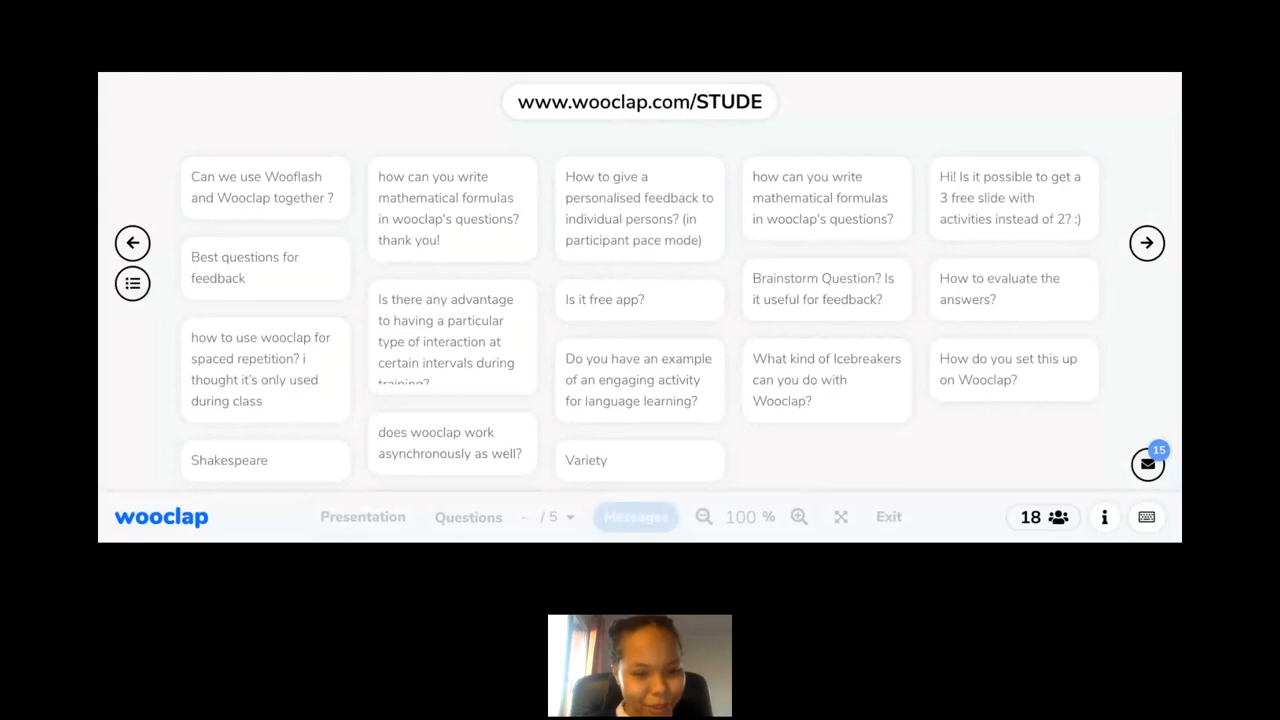 www.wooclap.com/STUDE
Can we use Wooflash
and Wooclap together ?
Best questions for
feedback
how to use wooclap for
spaced repetition? i
thought it's only used
during class
Shakespeare
how can you write
mathematical formulas
in wooclap's questions?
thank you!
Is there any advantage
to having a particular
type of interaction at
certain intervals during
training?
does wooclap work
asynchronously as well?
How to give a
personalised feedback to
individual persons? (in
participant pace mode)
Is it free app?
Do you have an example
of an engaging activity
for language learning?
Variety
how can you write
mathematical formulas
in wooclap's questions?
Brainstorm Question? Is
it useful for feedback?
What kind of Icebreakers
can you do with
Wooclap?
Hi! Is it possible to get a
3 free slide with
activities instead of 2? :)
How to evaluate the
answers?
How do you set this up
on Wooclap?
15
wooclap Presentation Questions - / 5 Messages 100 % Exit 18 i